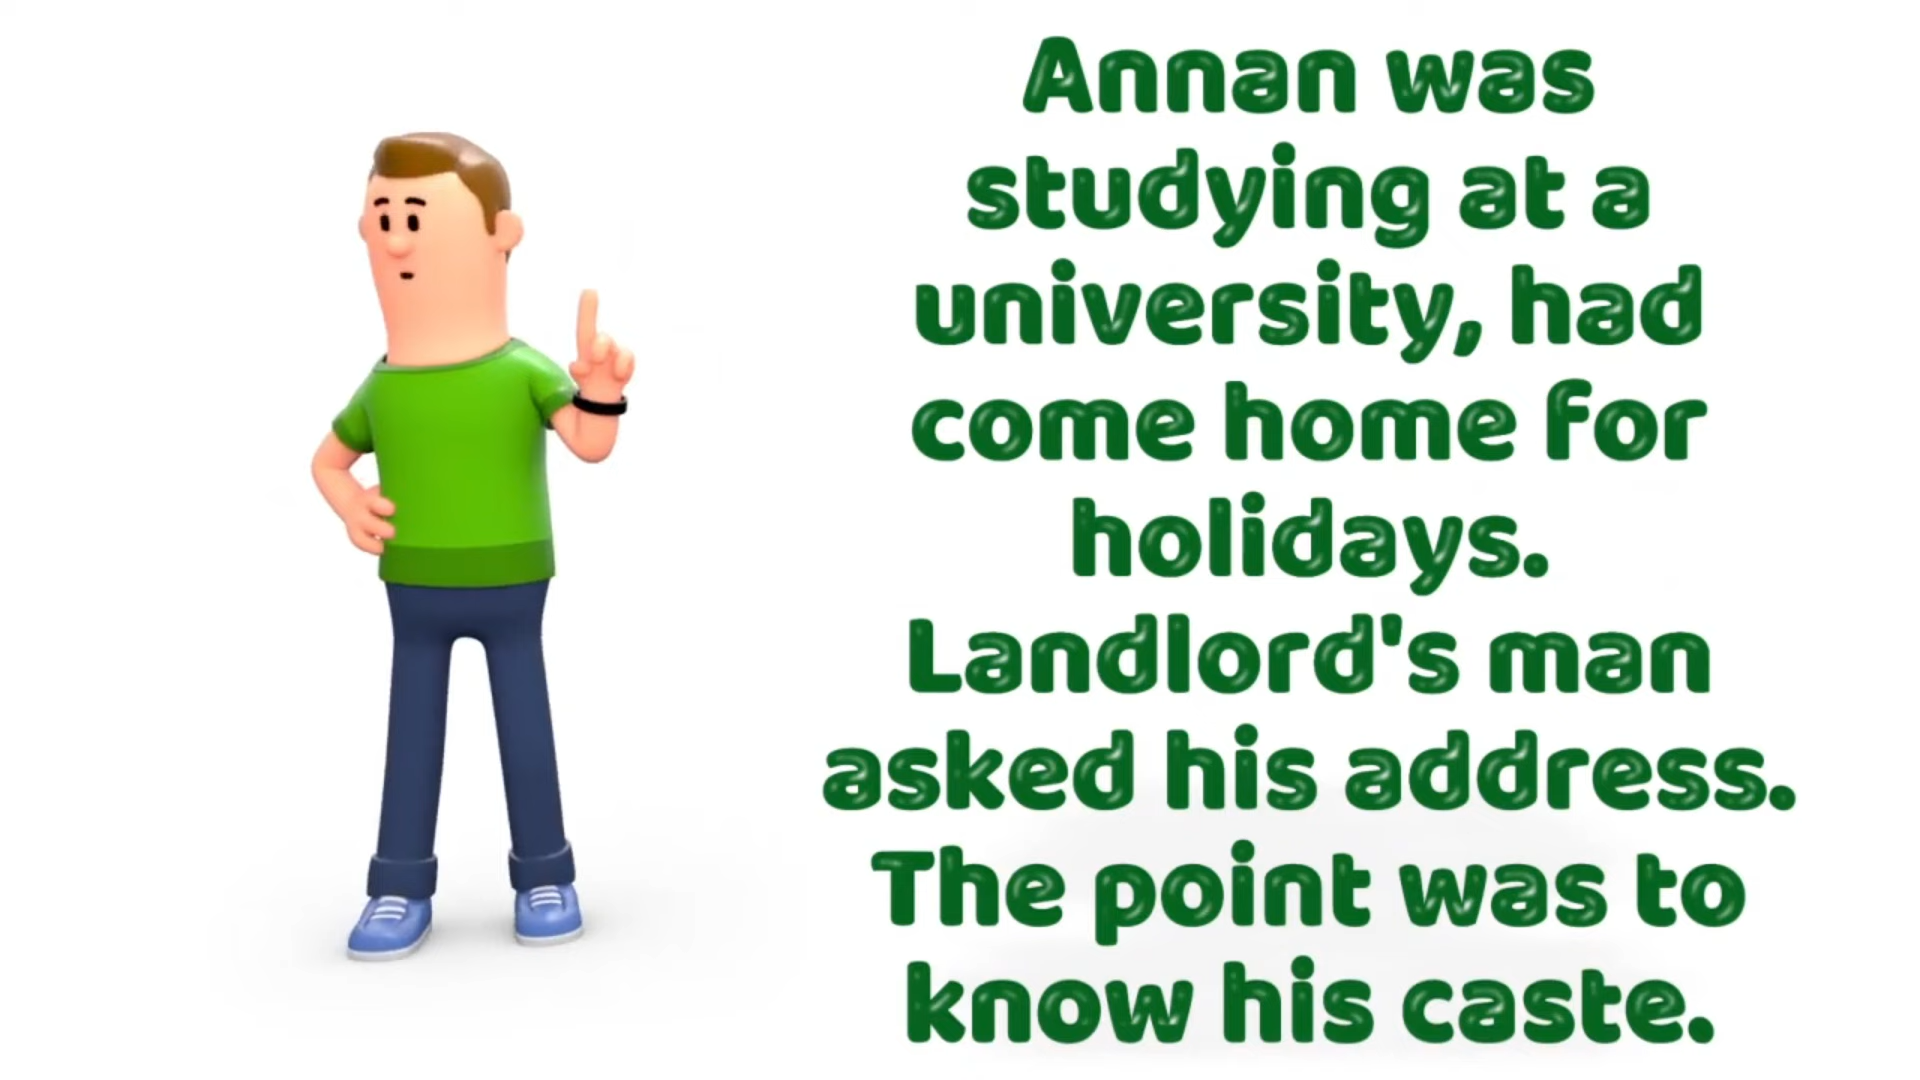 Annan was
studying at a
university, had
come home for
holidays.
Landlord's man
asked his address.
The point was to
know his caste.